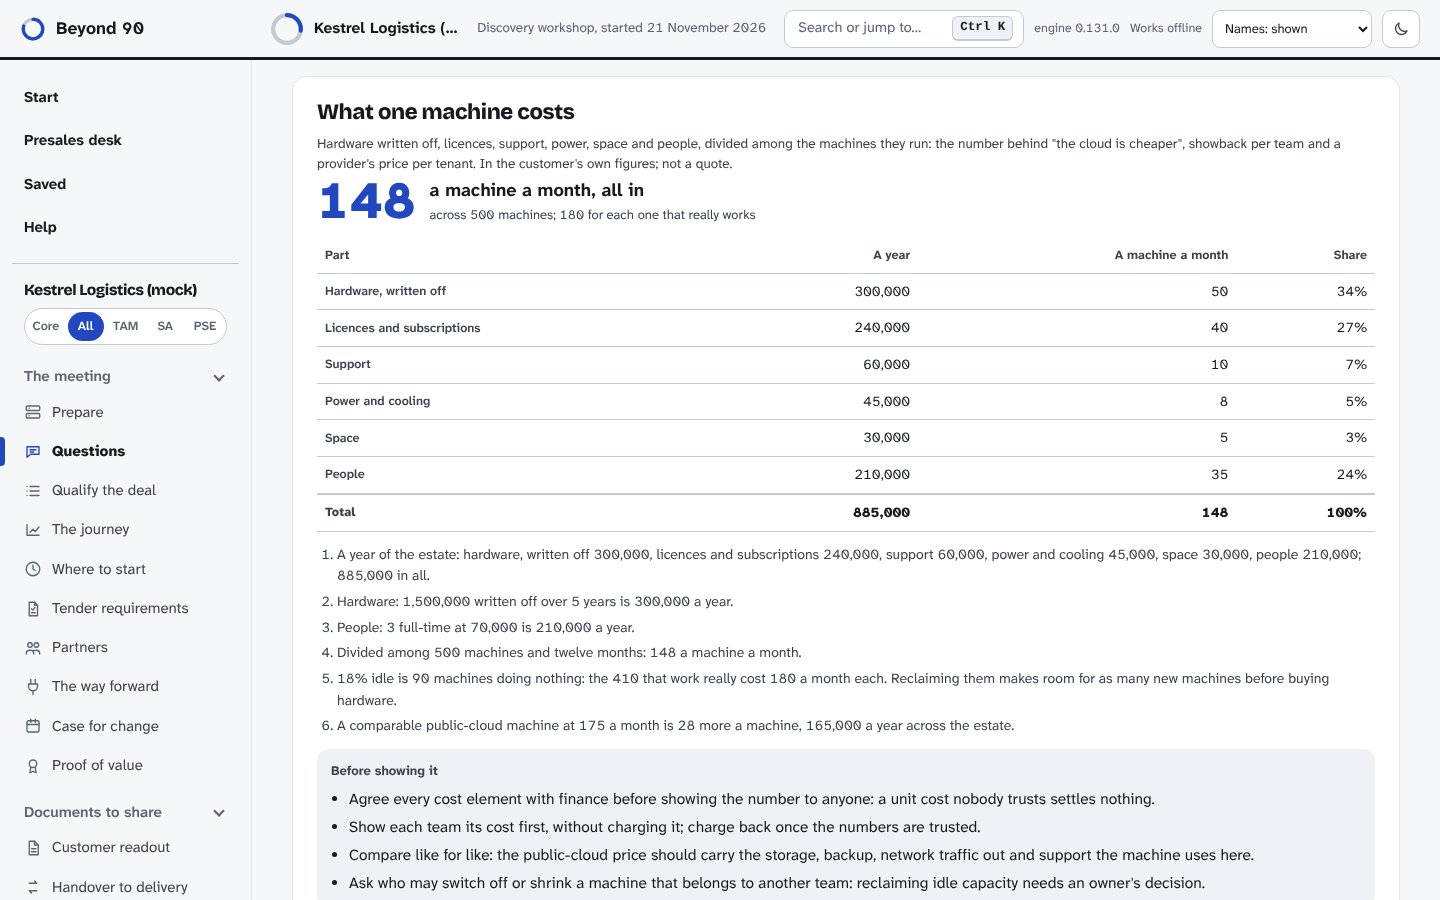 Beyond 90
Kestrel Logistics (...
Discovery workshop, started 21 November 2026
Search or jump to...
Ctrl K
engine 0.131.0
Works offline
Names: shown
Start
Presales desk
Saved
Help
Kestrel Logistics (mock)
Core
All
TAM
SA
PSE
The meeting
Prepare
Questions
Qualify the deal
The journey
Where to start
Tender requirements
Partners
The way forward
Case for change
Proof of value
Documents to share
Customer readout
Handover to delivery
What one machine costs
Hardware written off, licences, support, power, space and people, divided among the machines they run: the number behind "the cloud is cheaper", showback per team and a
provider's price per tenant. In the customer's own figures; not a quote.
148
a machine a month, all in
across 500 machines; 180 for each one that really works
Part A year A machine a month Share
Hardware, written off 300,000 50 34%
Licences and subscriptions 240,000 40 27%
Support 60,000 10 7%
Power and cooling 45,000 8 5%
Space 30,000 5 3%
People 210,000 35 24%
Total 885,000 148 100%
1. A year of the estate: hardware, written off 300,000, licences and subscriptions 240,000, support 60,000, power and cooling 45,000, space 30,000, people 210,000;
885,000 in all.
2. Hardware: 1,500,000 written off over 5 years is 300,000 a year.
3. People: 3 full-time at 70,000 is 210,000 a year.
4. Divided among 500 machines and twelve months: 148 a machine a month.
5. 18% idle is 90 machines doing nothing: the 410 that work really cost 180 a month each. Reclaiming them makes room for as many new machines before buying
hardware.
6. A comparable public-cloud machine at 175 a month is 28 more a machine, 165,000 a year across the estate.
Before showing it
• Agree every cost element with finance before showing the number to anyone: a unit cost nobody trusts settles nothing.
• Show each team its cost first, without charging it; charge back once the numbers are trusted.
• Compare like for like: the public-cloud price should carry the storage, backup, network traffic out and support the machine uses here.
• Ask who may switch off or shrink a machine that belongs to another team: reclaiming idle capacity needs an owner's decision.